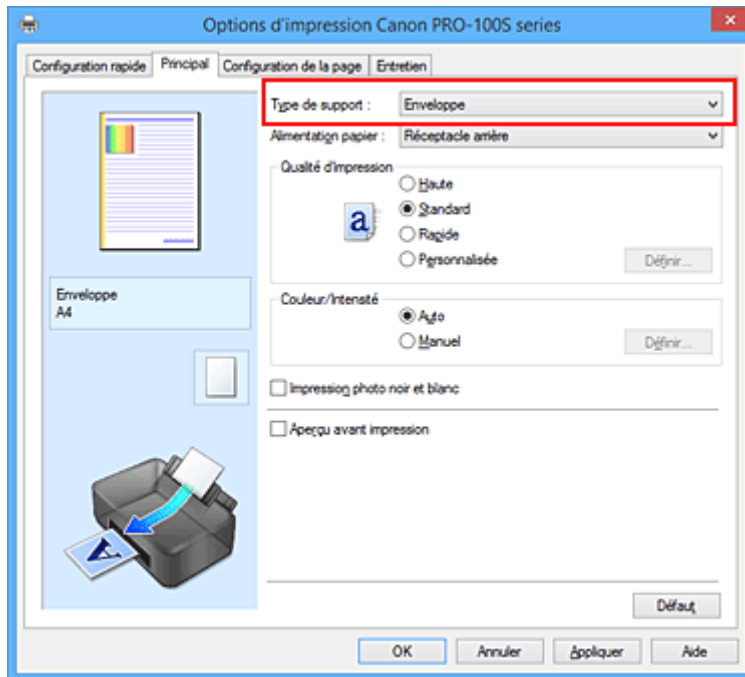 Options d'impression Canon PRO-100S series
Configuration rapide Principal Configuration de la page Entretien
Type de support : Enveloppe
Alimentation papier : Réceptacle arrière
Qualité d'impression
Haute
Standard
Rapide
Personnalisée Définir...
Enveloppe
A4
Couleur/Intensité
Auto
Manuel Définir...
Impression photo noir et blanc
Aperçu avant impression
Défaut
OK Annuler Appliquer Aide